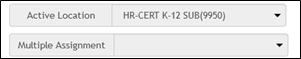 Active Location HR-CERT K-12 SUB(9950)
Multiple Assignment